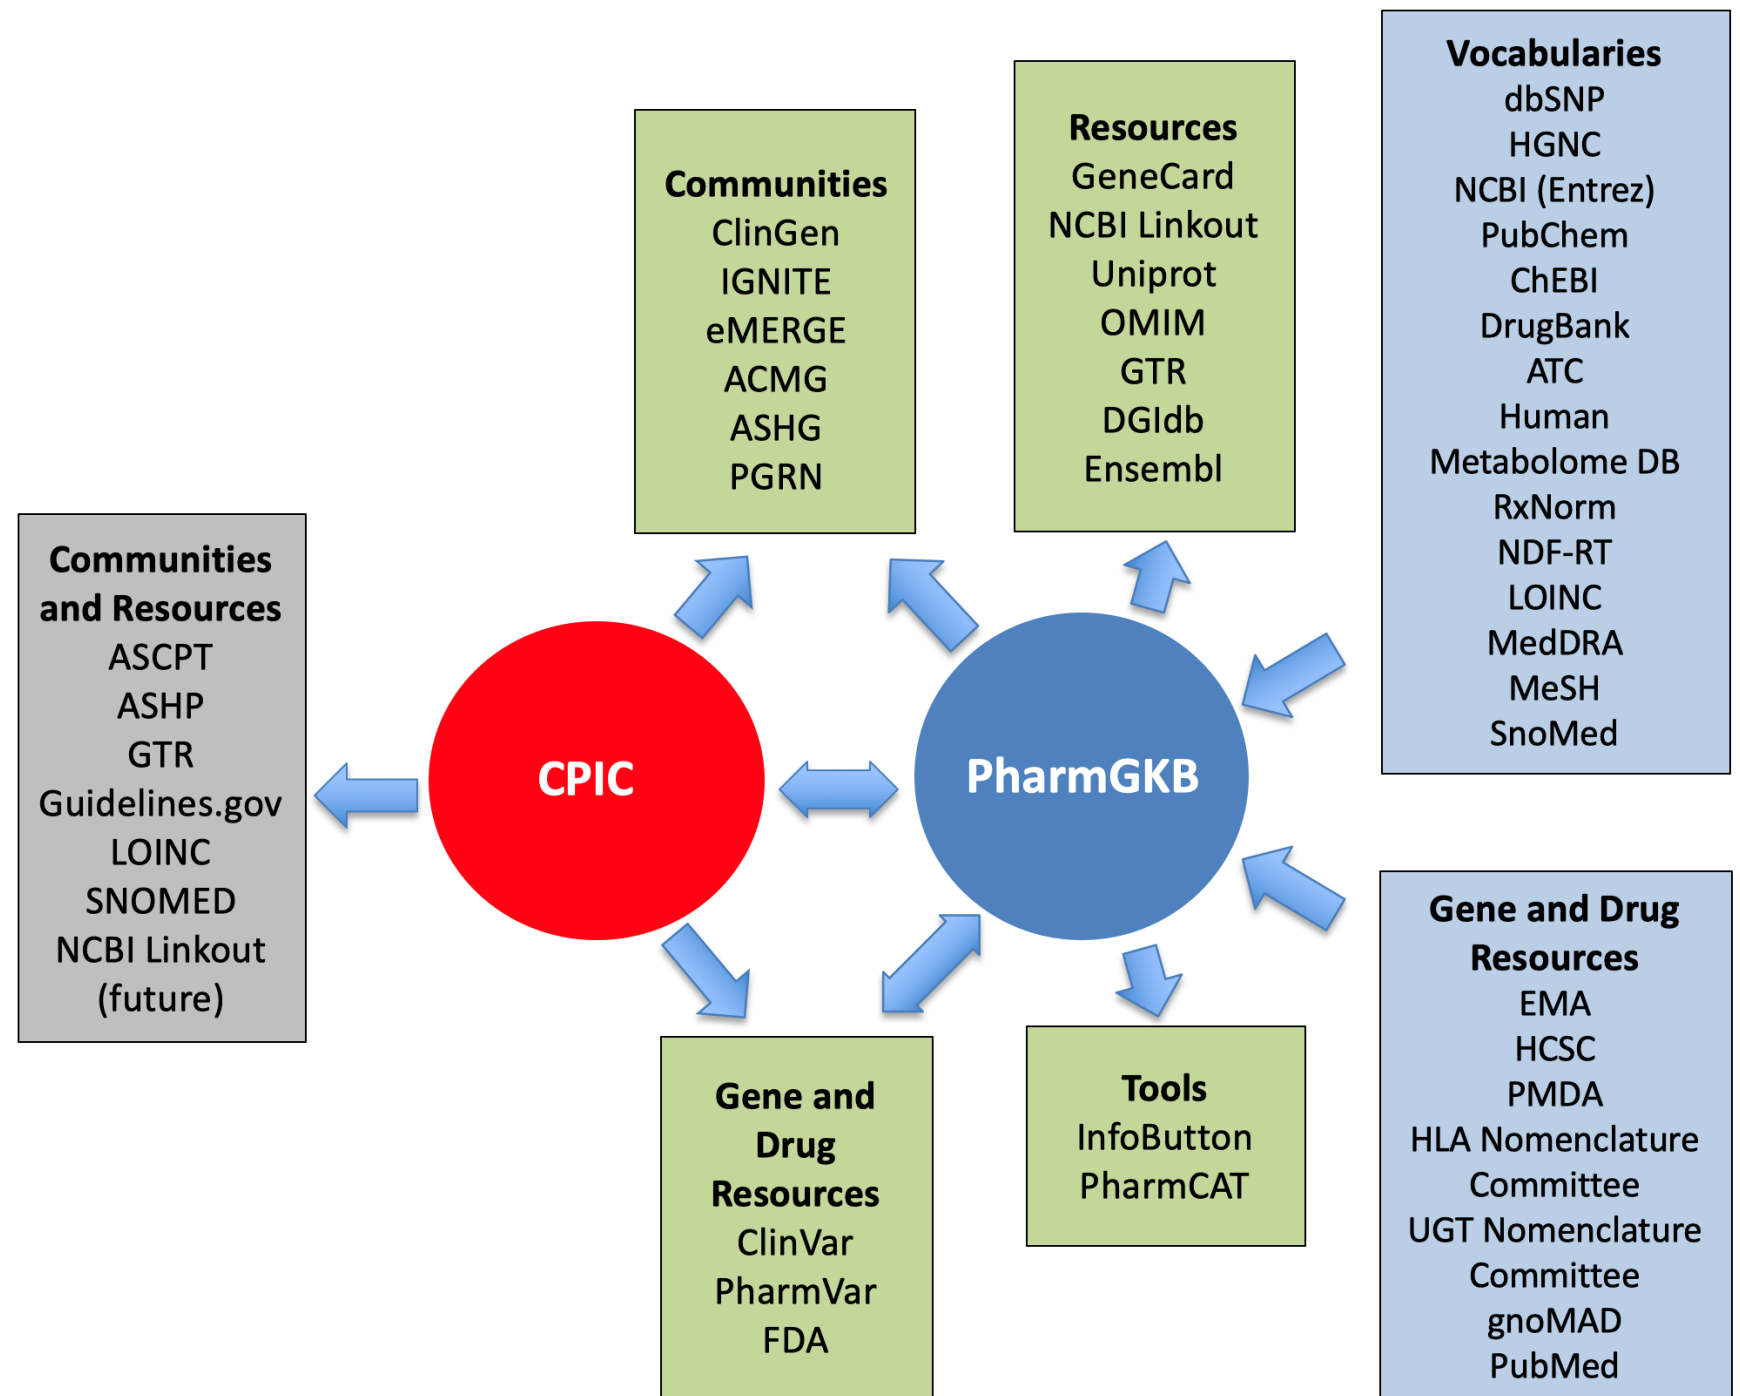 Vocabularies
dbSNP
HGNC
NCBI (Entrez)
PubChem
ChEBI
DrugBank
ATC
Human
Metabolome DB
RxNorm
NDF-RT
LOINC
MedDRA
MeSH
SnoMed
Resources
GeneCard
NCBI Linkout
Uniprot
OMIM
GTR
DGIdb
Ensembl
Communities
ClinGen
IGNITE
eMERGE
ACMG
ASHG
PGRN
Communities
and Resources
ASCPT
ASHP
GTR
Guidelines.gov
LOINC
SNOMED
NCBI Linkout
(future)
CPIC
PharmGKB
Gene and
Drug
Resources
ClinVar
PharmVar
FDA
Tools
InfoButton
PharmCAT
Gene and Drug
Resources
EMA
HCSC
PMDA
HLA Nomenclature
Committee
UGT Nomenclature
Committee
gnoMAD
PubMed